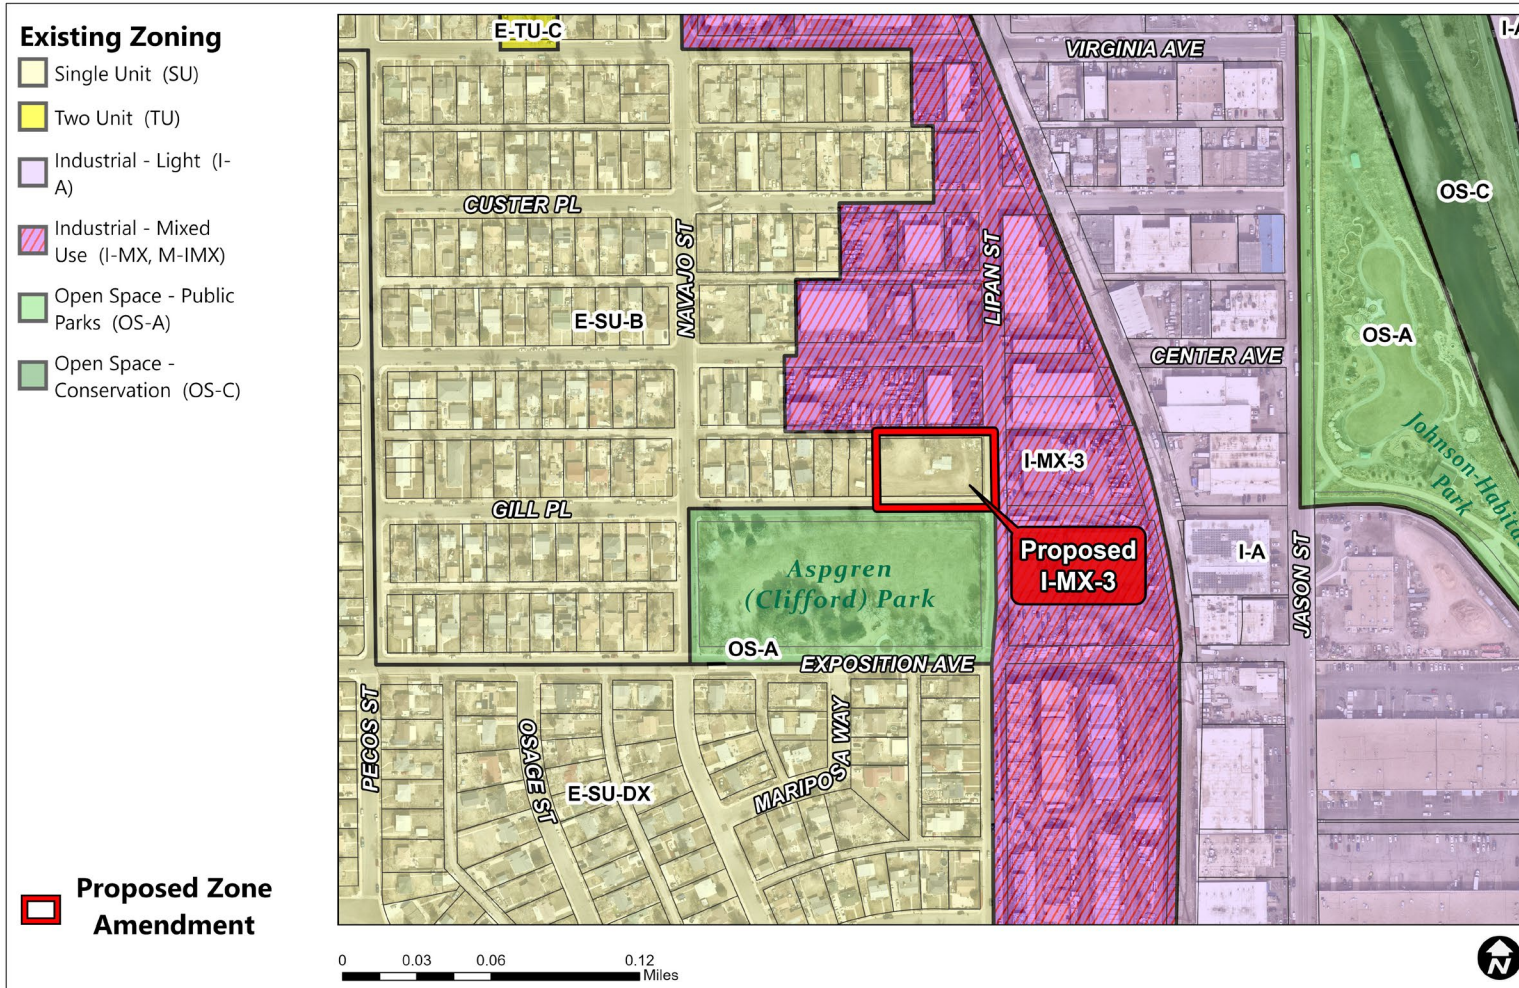 Existing Zoning
Single Unit (SU)
Two Unit (TU)
Industrial - Light (I-
A)
Industrial - Mixed
Use (I-MX, M-IMX)
Open Space - Public
Parks (OS-A)
Open Space -
Conservation (OS-C)
Proposed Zone
Amendment
E-TU-C
VIRGINIA AVE
I-A
OS-C
CUSTER PL
NAVAJO ST
LIPAN ST
E-SU-B
OS-A
CENTER AVE
Johnson-Habitat
Park
I-MX-3
GILL PL
Proposed
I-MX-3
I-A
JASON ST
Aspgren
(Clifford) Park
OS-A
EXPOSITION AVE
PECOS ST
OSAGE ST
MARIPOSA WAY
E-SU-DX
0 0.03 0.06 0.12
Miles
N